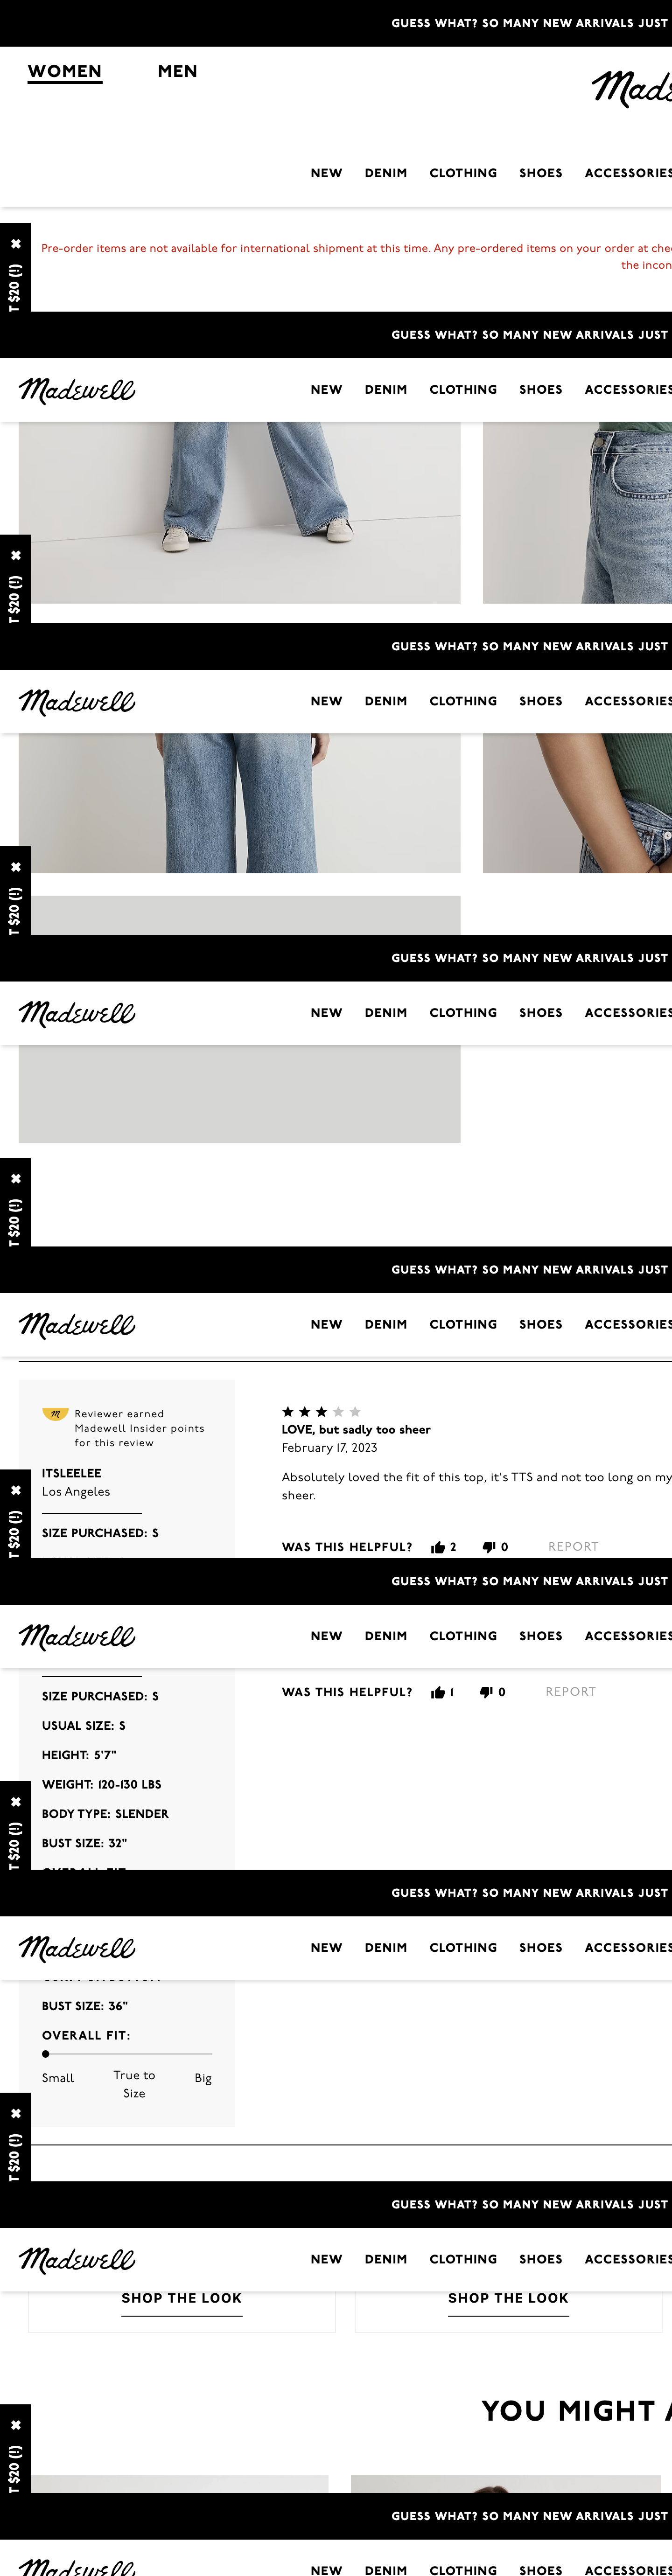 GUESS WHAT? SO MANY NEW ARRIVALS JUST
WOMEN MEN
NEW DENIM CLOTHING SHOES ACCESSORIES
Pre-order items are not available for international shipment at this time. Any pre-ordered items on your order at
the
T $20 (!)
GUESS WHAT? SO MANY NEW ARRIVALS JUST
Madewell NEW DENIM CLOTHING SHOES ACCESSORIES
T $20 (!)
GUESS WHAT? SO MANY NEW ARRIVALS JUST
Madewell NEW DENIM CLOTHING SHOES ACCESSORIES
T $20 (!)
GUESS WHAT? SO MANY NEW ARRIVALS JUST
Madewell NEW DENIM CLOTHING SHOES ACCESSORIES
T $20 (!)
GUESS WHAT? SO MANY NEW ARRIVALS JUST
Madewell NEW DENIM CLOTHING SHOES ACCESSORIES
Reviewer earned
Madewell Insider points
for this review
ITSLEELEE
Los Angeles
SIZE PURCHASED: S
LOVE, but sadly too sheer
February 17, 2023
Absolutely loved the fit of this top, it's TTS and not too long on my
sheer.
WAS THIS HELPFUL? 2 0 REPORT
T $20 (!)
GUESS WHAT? SO MANY NEW ARRIVALS JUST
Madewell NEW DENIM CLOTHING SHOES ACCESSORIES
WAS THIS HELPFUL? 1 0 REPORT
SIZE PURCHASED: S
USUAL SIZE: S
HEIGHT: 5'7"
WEIGHT: 120-130 LBS
BODY TYPE: SLENDER
BUST SIZE: 32"
T $20 (!)
GUESS WHAT? SO MANY NEW ARRIVALS JUST
Madewell NEW DENIM CLOTHING SHOES ACCESSORIES
BUST SIZE: 36"
OVERALL FIT:
Small True to Size Big
T $20 (!)
GUESS WHAT? SO MANY NEW ARRIVALS JUST
Madewell NEW DENIM CLOTHING SHOES ACCESSORIES
SHOP THE LOOK SHOP THE LOOK
YOU MIGHT
T $20 (!)
GUESS WHAT? SO MANY NEW ARRIVALS JUST
Madewell NEW DENIM CLOTHING SHOES ACCESSORIES